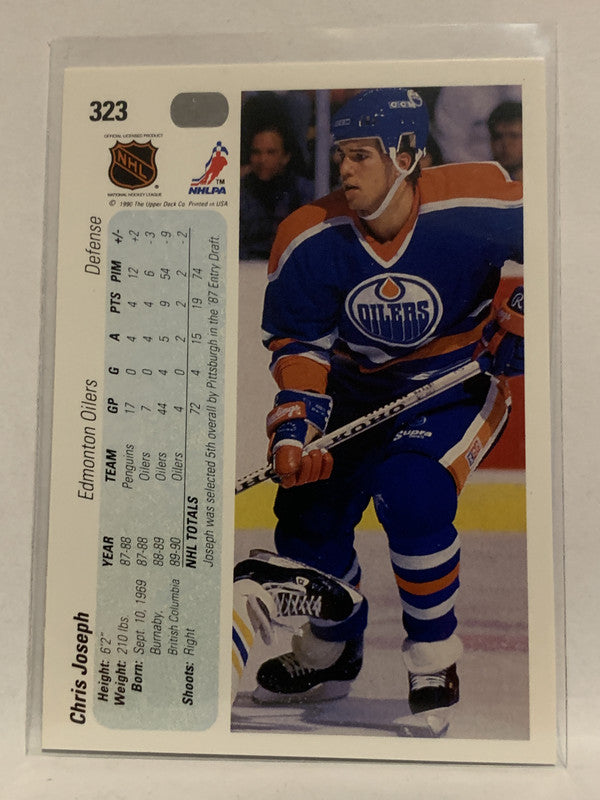 323
OFFICIAL LICENSED PRODUCT
NHL
NATIONAL HOCKEY LEAGUE
NHLPA
TM
© 1990 The Upper Deck Co. Printed in USA
Chris Joseph Edmonton Oilers Defense
Height: 6'2"
Weight: 210 lbs.
Born: Sept. 10, 1969
Burnaby,
British Columbia
Shoots: Right
YEAR TEAM GP G A PTS PIM +/-
87-88 Penguins 17 0 4 4 12 +2
87-88 Oilers 7 0 4 4 6 -3
88-89 Oilers 44 4 5 9 54 -9
89-90 Oilers 4 0 2 2 2 -2
NHL TOTALS 72 4 15 19 74
Joseph was selected 5th overall by Pittsburgh in the '87 Entry Draft.
CCM
OILERS
KOHO
Supra